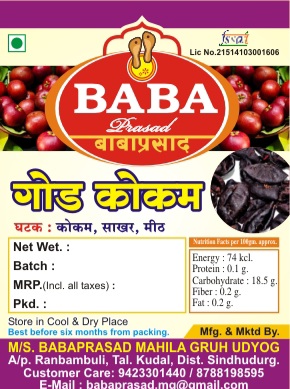 fssai
Lic No.21514103001606
BABA
Prasad
बाबाप्रसाद
गोड कोकम
घटक : कोकम, साखर, मीठ
Net Wet. :
Batch :
MRP.(Incl. all taxes) :
Pkd. :
Nutrition Facts per 100gm. approx.
Energy : 74 kcl.
Protein : 0.1 g.
Carbohydrate : 18.5 g.
Fiber : 0.2 g.
Fat : 0.2 g.
Store in Cool & Dry Place
Best before six months from packing.
Mfg. & Mktd By.
M/S. BABAPRASAD MAHILA GRUH UDYOG
A/p. Ranbambuli, Tal. Kudal, Dist. Sindhudurg.
Customer Care: 9423301440 / 8788198595
E-Mail : babaprasad.mg@gmail.com